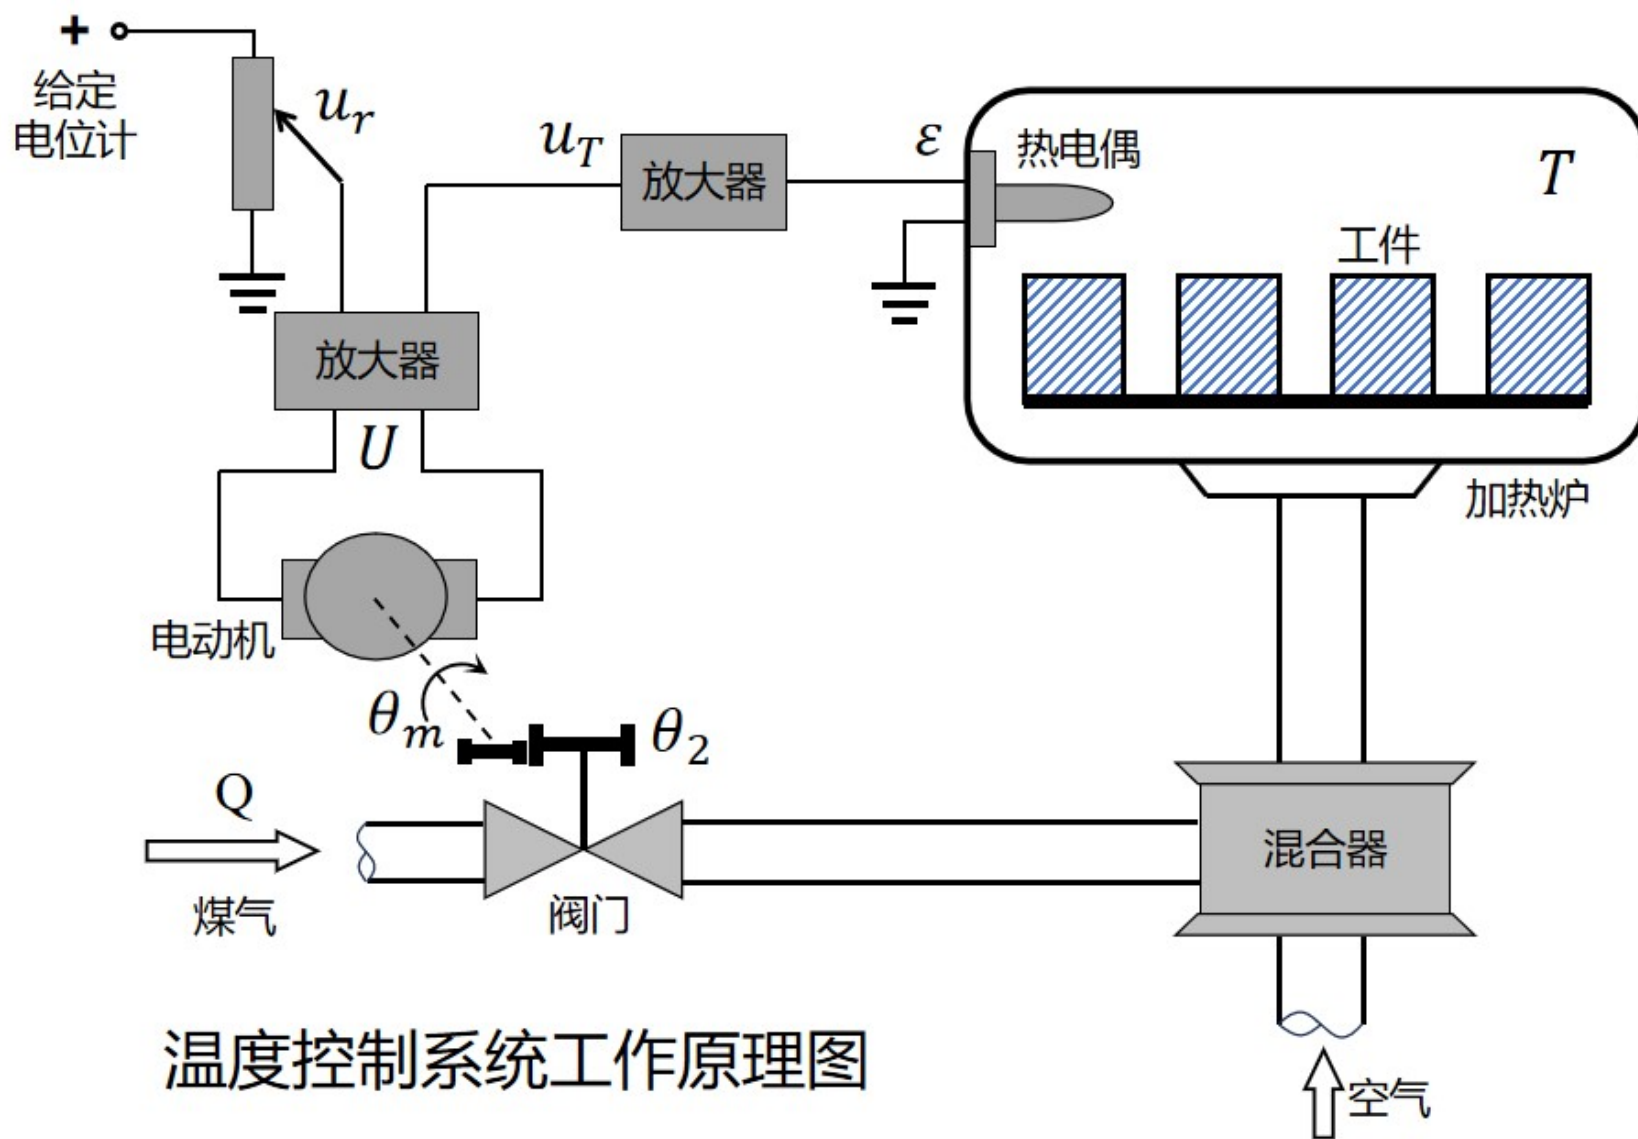 +
给定
电位计
u_r
u_T
放大器
ε
热电偶
T
工件
放大器
U
加热炉
电动机
θ_m
θ_2
Q
煤气
阀门
混合器
温度控制系统工作原理图
空气